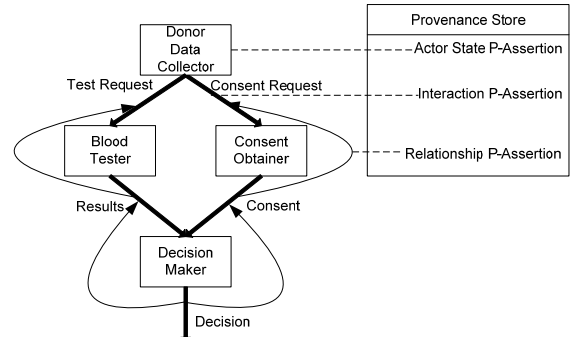 Provenance Store
Donor
Data
Collector
Actor State P-Assertion
Test Request
Consent Request
Interaction P-Assertion
Blood
Tester
Consent
Obtainer
Relationship P-Assertion
Results
Consent
Decision
Maker
Decision